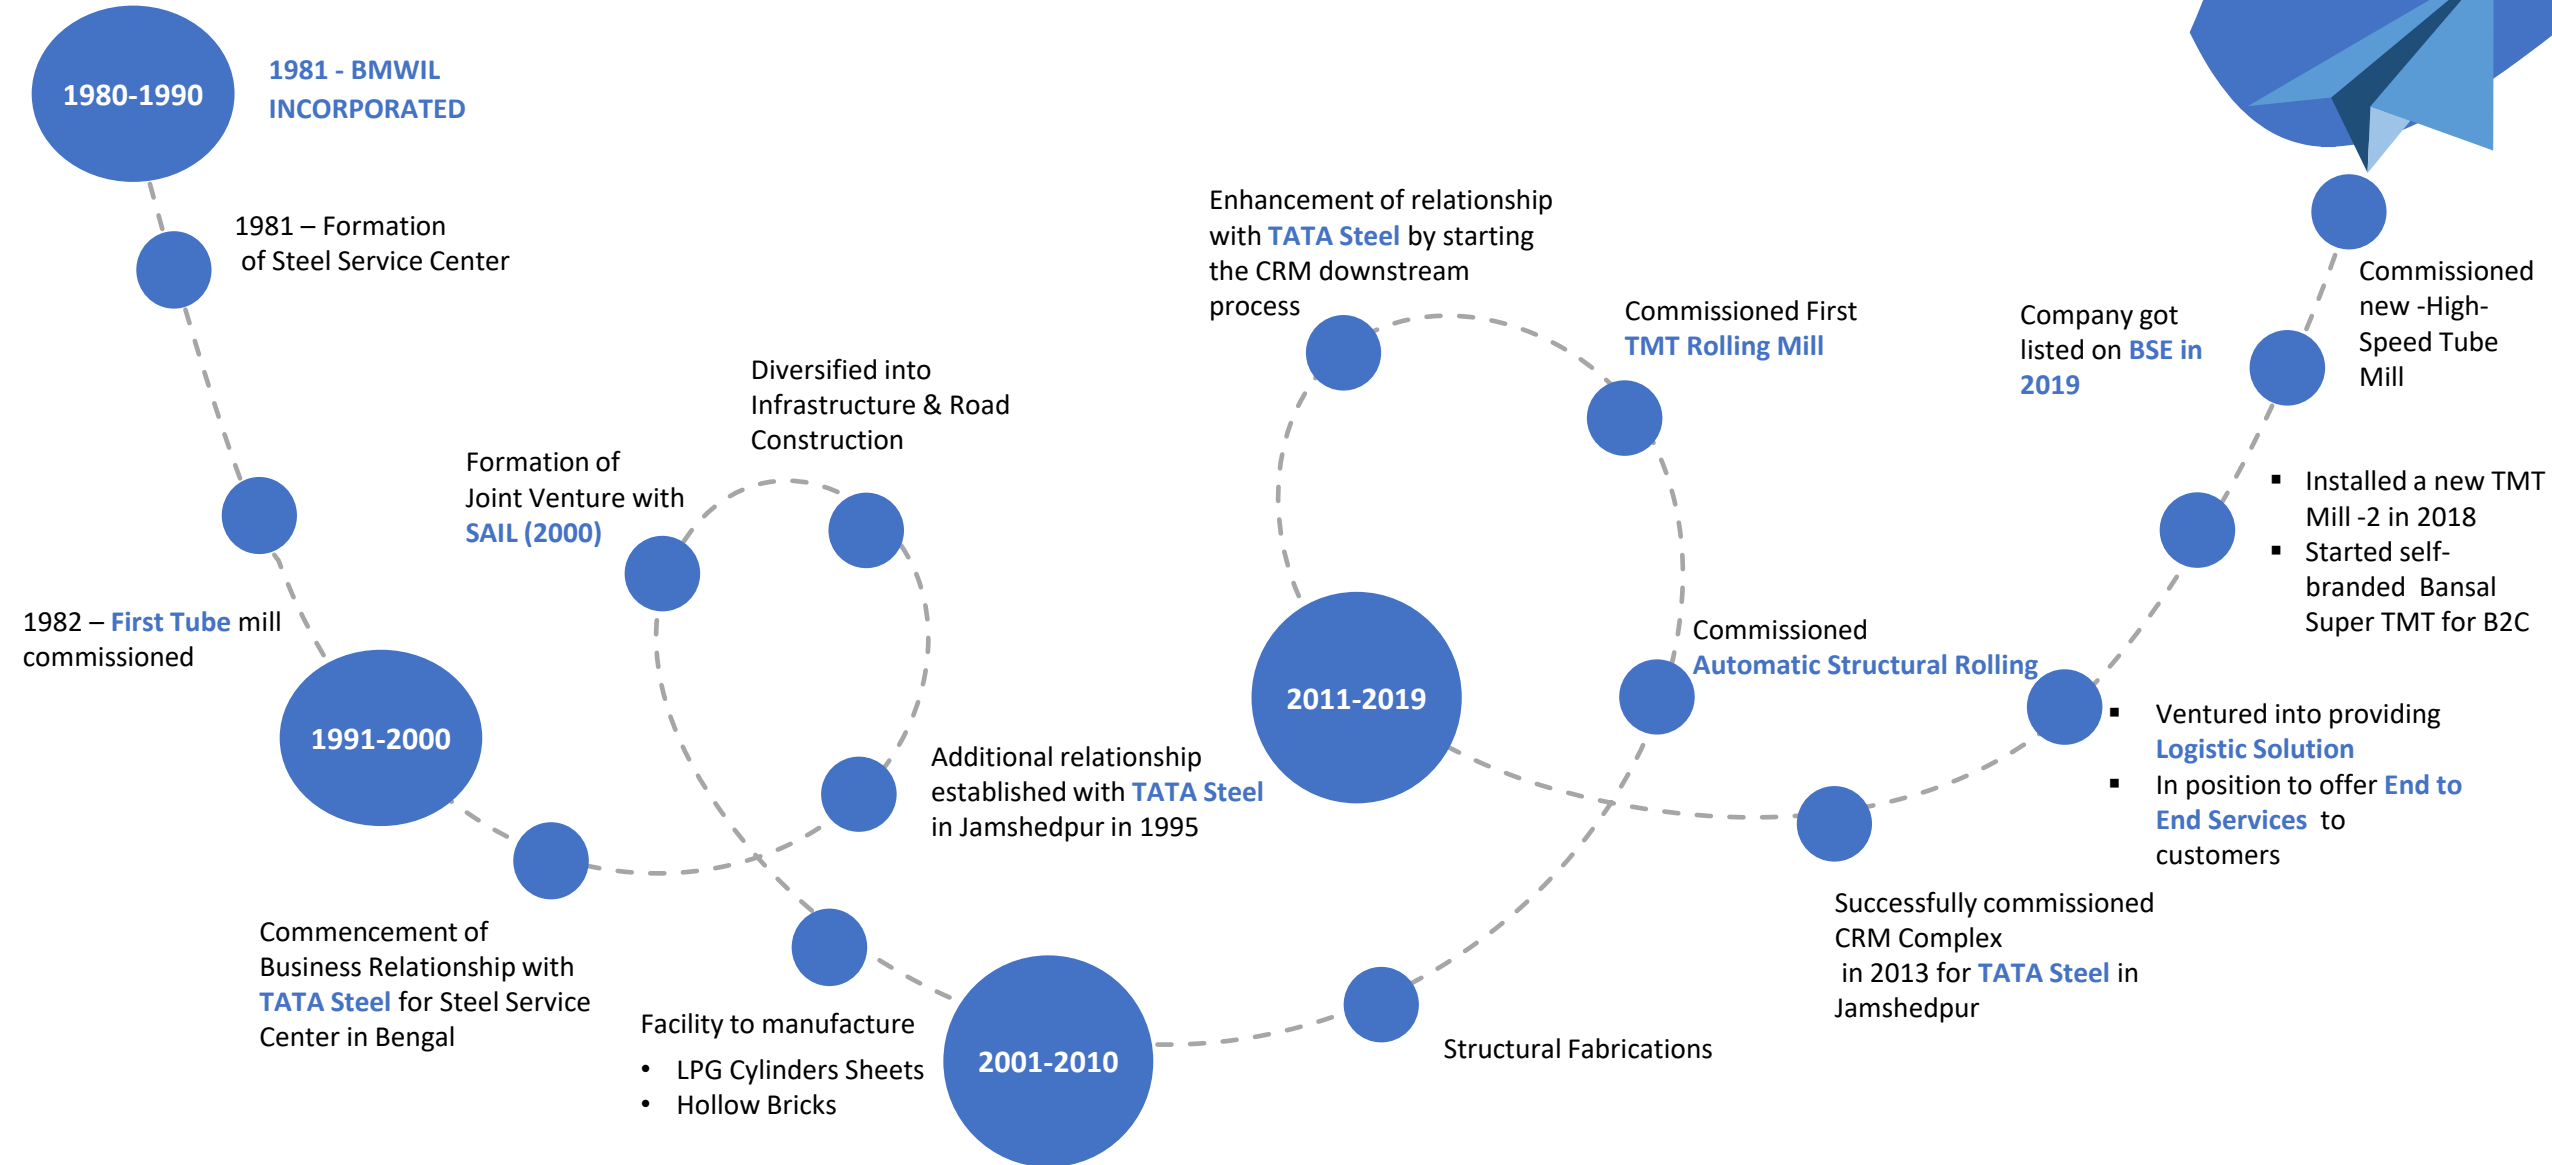 1980-1990
1981 - BMWIL
INCORPORATED
1981 – Formation
of Steel Service Center
1982 – First Tube mill
commissioned
1991-2000
Commencement of
Business Relationship with
TATA Steel for Steel Service
Center in Bengal
Additional relationship
established with TATA Steel
in Jamshedpur in 1995
Diversified into
Infrastructure & Road
Construction
Formation of
Joint Venture with
SAIL (2000)
Facility to manufacture
• LPG Cylinders Sheets
• Hollow Bricks
2001-2010
Structural Fabrications
Commissioned
Automatic Structural Rolling
Commissioned First
TMT Rolling Mill
Enhancement of relationship
with TATA Steel by starting
the CRM downstream
process
2011-2019
Successfully commissioned
CRM Complex
in 2013 for TATA Steel in
Jamshedpur
▪ Ventured into providing
Logistic Solution
▪ In position to offer End to
End Services to
customers
▪ Installed a new TMT
Mill -2 in 2018
▪ Started self-
branded Bansal
Super TMT for B2C
Company got
listed on BSE in
2019
Commissioned
new -High-
Speed Tube
Mill